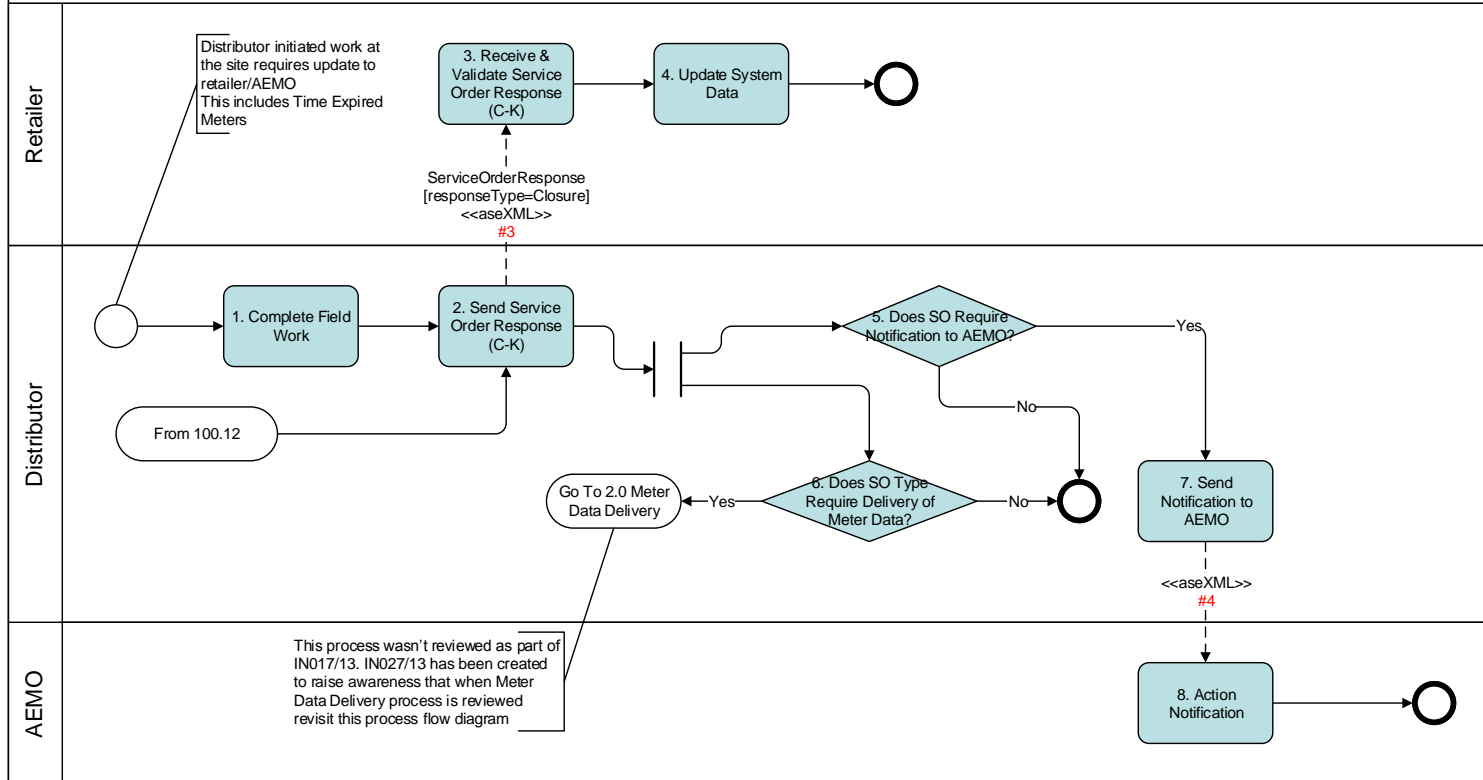 Retailer
Distributor initiated work at
the site requires update to
retailer/AEMO
This includes Time Expired
Meters
3. Receive &
Validate Service
Order Response
(C-K)
4. Update System
Data
ServiceOrderResponse
[responseType=Closure]
<<aseXML>>
#3
Distributor
1. Complete Field
Work
2. Send Service
Order Response
(C-K)
5. Does SO Require
Notification to AEMO?
Yes
No
From 100.12
Go To 2.0 Meter
Data Delivery
Yes
6. Does SO Type
Require Delivery of
Meter Data?
No
7. Send
Notification to
AEMO
<<aseXML>>
#4
AEMO
This process wasn't reviewed as part of
IN017/13. IN027/13 has been created
to raise awareness that when Meter
Data Delivery process is reviewed
revisit this process flow diagram
8. Action
Notification